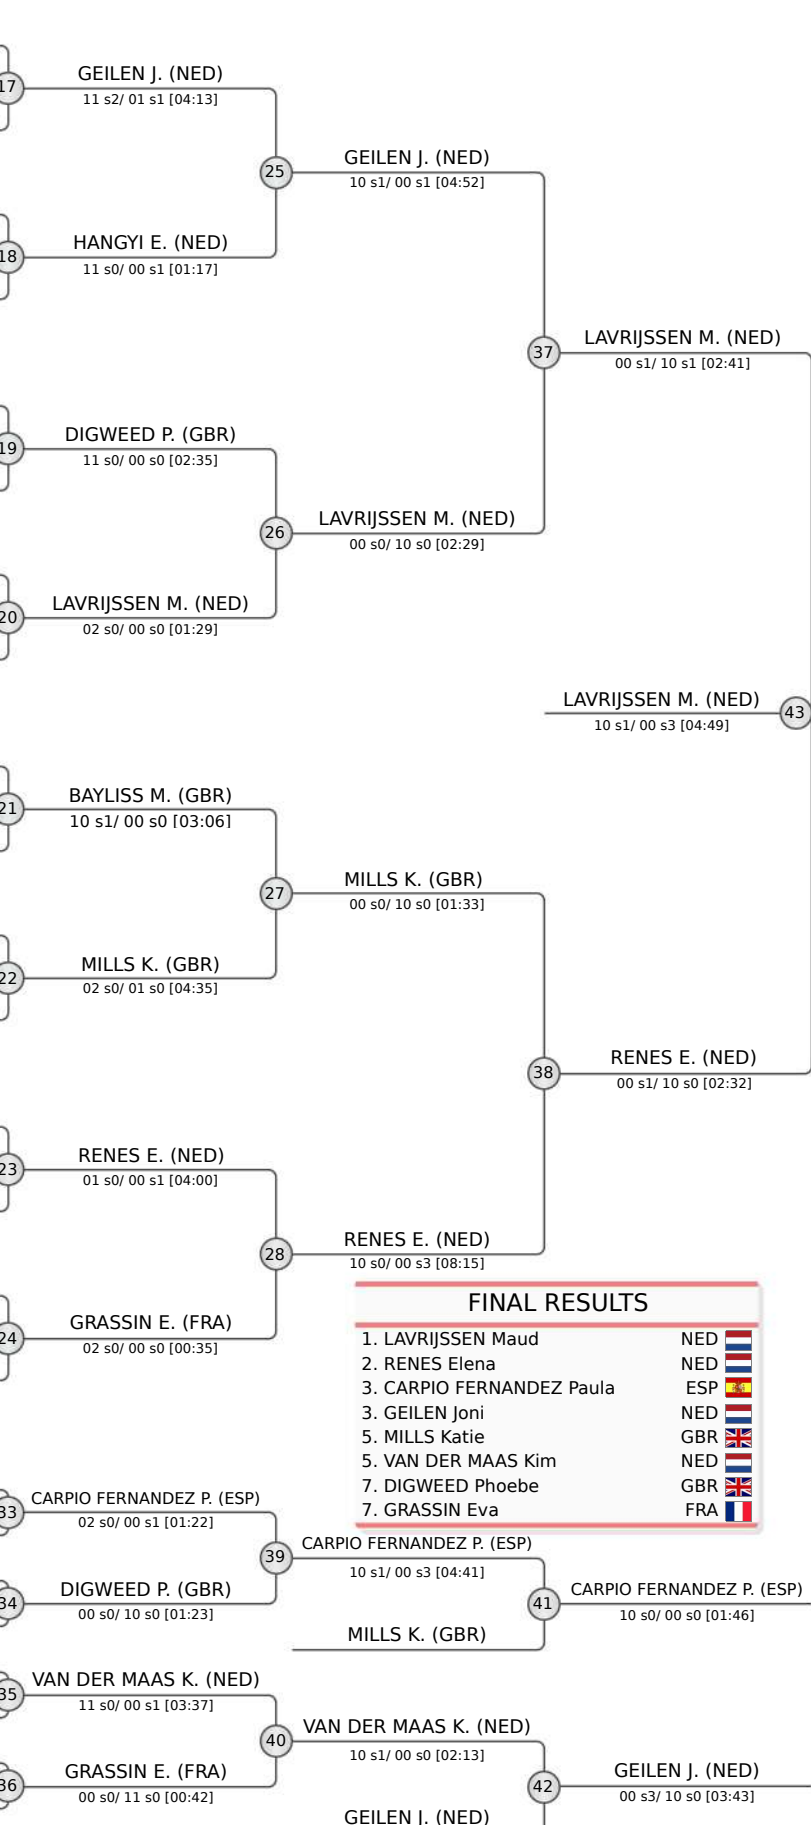 GEILEN J. (NED)
17
11 s2/ 01 s1 [04:13]
GEILEN J. (NED)
25
10 s1/ 00 s1 [04:52]
HANGYI E. (NED)
18
11 s0/ 00 s1 [01:17]
LAVRIJSSEN M. (NED)
37
00 s1/ 10 s1 [02:41]
DIGWEED P. (GBR)
19
11 s0/ 00 s0 [02:35]
LAVRIJSSEN M. (NED)
26
00 s0/ 10 s0 [02:29]
LAVRIJSSEN M. (NED)
20
02 s0/ 00 s0 [01:29]
LAVRIJSSEN M. (NED)
43
10 s1/ 00 s3 [04:49]
BAYLISS M. (GBR)
21
10 s1/ 00 s0 [03:06]
MILLS K. (GBR)
27
00 s0/ 10 s0 [01:33]
MILLS K. (GBR)
22
02 s0/ 01 s0 [04:35]
RENES E. (NED)
38
00 s1/ 10 s0 [02:32]
RENES E. (NED)
23
01 s0/ 00 s1 [04:00]
RENES E. (NED)
28
10 s0/ 00 s3 [08:15]
GRASSIN E. (FRA)
24
02 s0/ 00 s0 [00:35]
FINAL RESULTS
1. LAVRIJSSEN Maud NED
2. RENES Elena NED
3. CARPIO FERNANDEZ Paula ESP
3. GEILEN Joni NED
5. MILLS Katie GBR
5. VAN DER MAAS Kim NED
7. DIGWEED Phoebe GBR
7. GRASSIN Eva FRA
CARPIO FERNANDEZ P. (ESP)
33
02 s0/ 00 s1 [01:22]
CARPIO FERNANDEZ P. (ESP)
39
10 s1/ 00 s3 [04:41]
DIGWEED P. (GBR)
34
00 s0/ 10 s0 [01:23]
CARPIO FERNANDEZ P. (ESP)
41
10 s0/ 00 s0 [01:46]
MILLS K. (GBR)
VAN DER MAAS K. (NED)
35
11 s0/ 00 s1 [03:37]
VAN DER MAAS K. (NED)
40
10 s1/ 00 s0 [02:13]
GRASSIN E. (FRA)
36
00 s0/ 11 s0 [00:42]
GEILEN J. (NED)
42
00 s3/ 10 s0 [03:43]
GEILEN J. (NED)